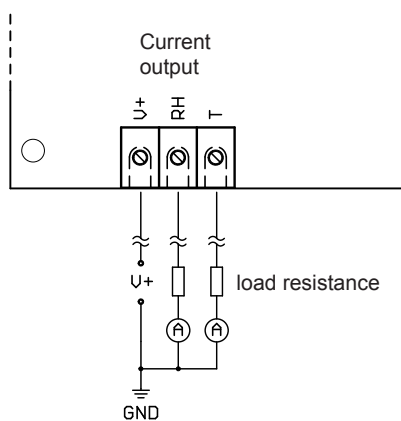 Current
output
V+
RH
T
V+
load resistance
A
A
GND